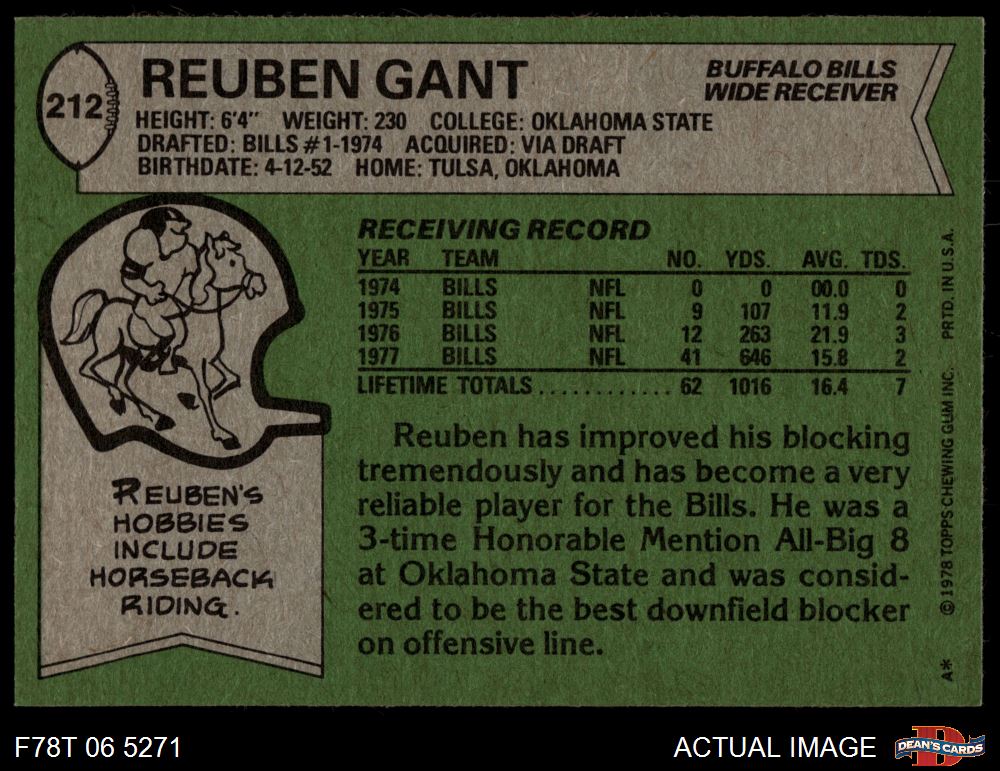 212
REUBEN GANT
BUFFALO BILLS
WIDE RECEIVER
HEIGHT: 6'4" WEIGHT: 230 COLLEGE: OKLAHOMA STATE
DRAFTED: BILLS #1-1974 ACQUIRED: VIA DRAFT
BIRTHDATE: 4-12-52 HOME: TULSA, OKLAHOMA
REUBEN'S
HOBBIES
INCLUDE
HORSEBACK
RIDING.
RECEIVING RECORD
YEAR TEAM NO. YDS. AVG. TDS.
1974 BILLS NFL 0 0 00.0 0
1975 BILLS NFL 9 107 11.9 2
1976 BILLS NFL 12 263 21.9 3
1977 BILLS NFL 41 646 15.8 2
LIFETIME TOTALS ............ 62 1016 16.4 7
Reuben has improved his blocking
tremendously and has become a very
reliable player for the Bills. He was a
3-time Honorable Mention All-Big 8
at Oklahoma State and was consid-
ered to be the best downfield blocker
on offensive line.
A* © 1978 TOPPS CHEWING GUM INC. PRTD. IN U.S.A.
F78T 06 5271
ACTUAL IMAGE
D
DEAN'S CARDS